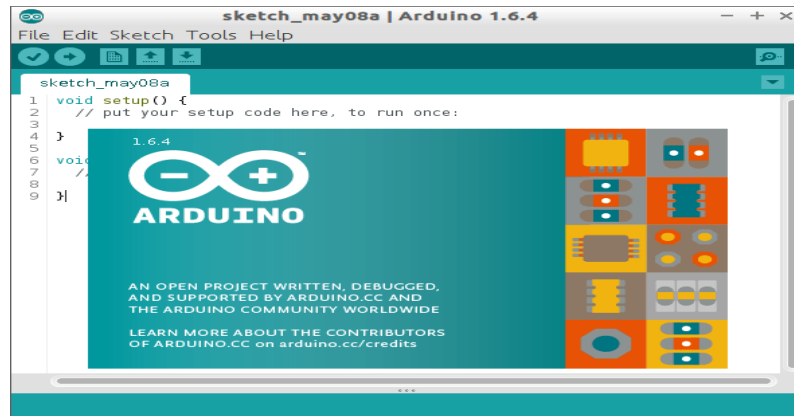 sketch_may08a | Arduino 1.6.4
File Edit Sketch Tools Help
sketch_may08a
1 void setup() {
2 // put your setup code here, to run once:
3
4 }
5
6 voi
7 //
8
9 }
1.6.4
ARDUINO
AN OPEN PROJECT WRITTEN, DEBUGGED,
AND SUPPORTED BY ARDUINO.CC AND
THE ARDUINO COMMUNITY WORLDWIDE
LEARN MORE ABOUT THE CONTRIBUTORS
OF ARDUINO.CC on arduino.cc/credits